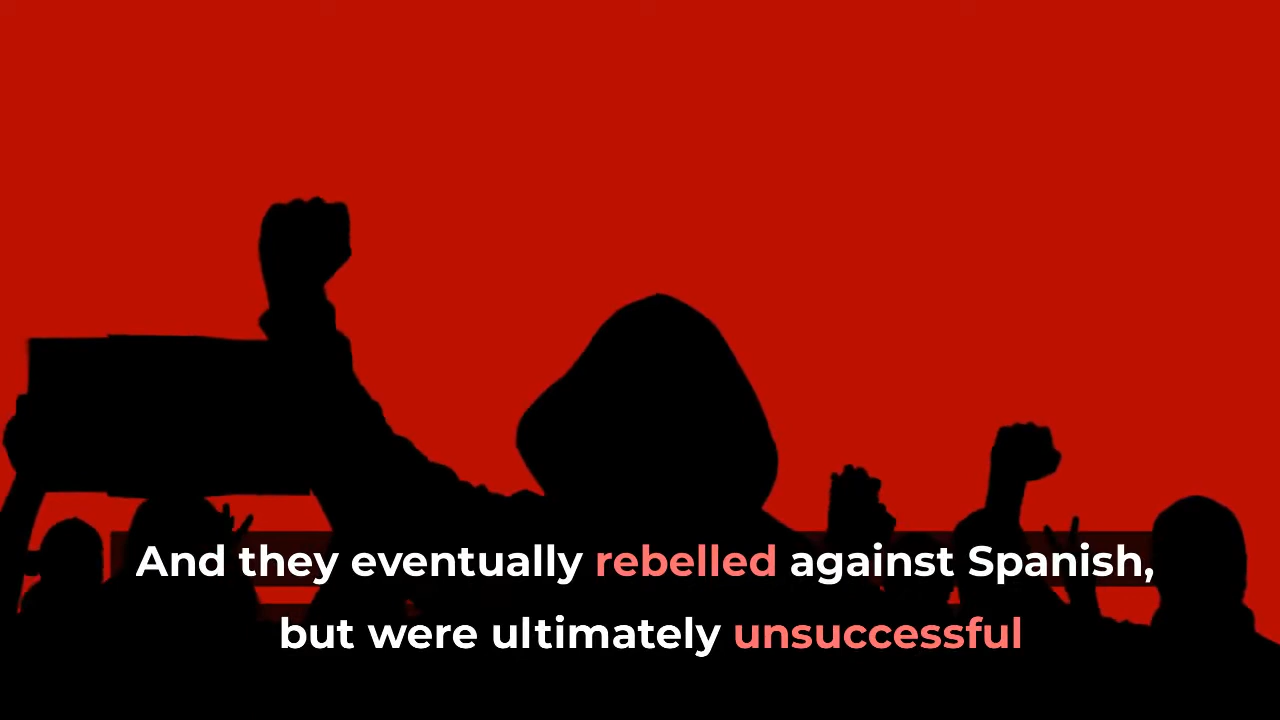 And they eventually rebelled against Spanish,
but were ultimately unsuccessful